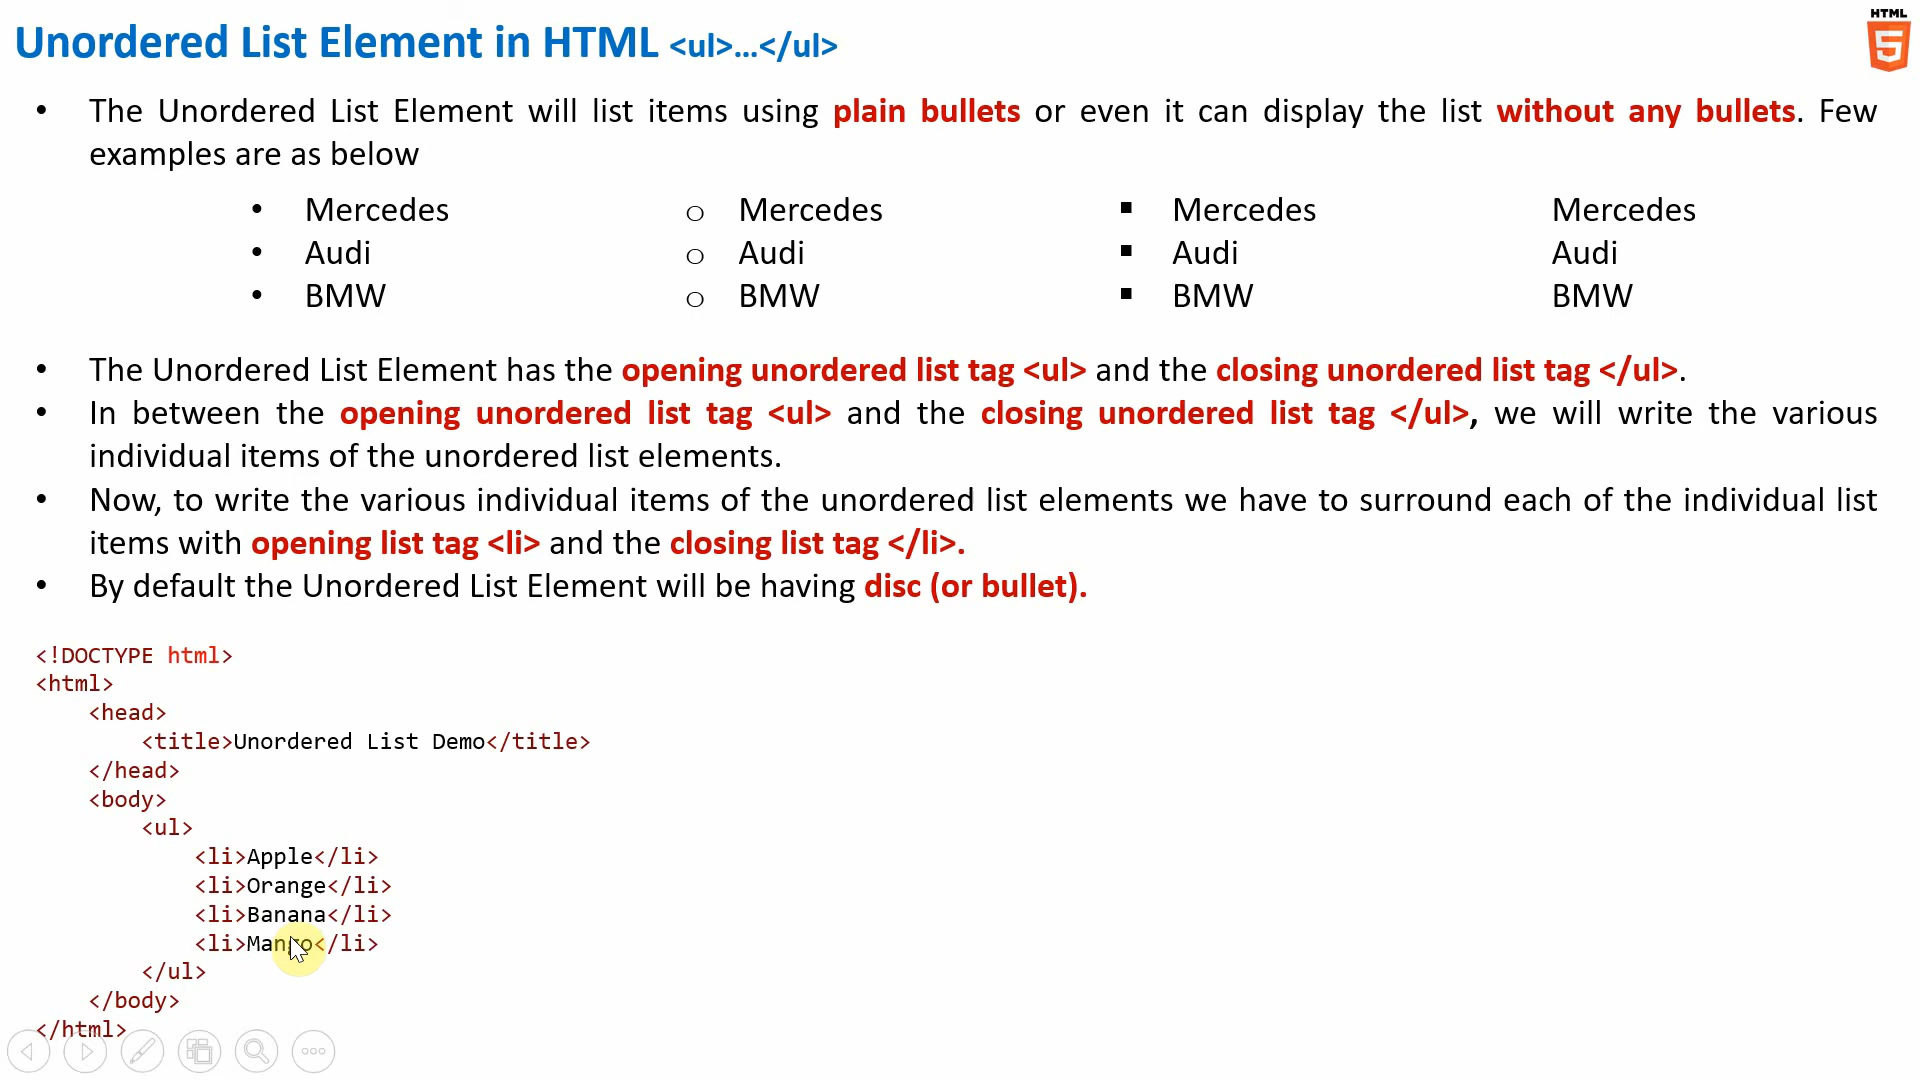 Unordered List Element in HTML <ul>...</ul>
HTML
5
• The Unordered List Element will list items using plain bullets or even it can display the list without any bullets. Few
examples are as below
• Mercedes o Mercedes ▪ Mercedes Mercedes
• Audi o Audi ▪ Audi Audi
• BMW o BMW ▪ BMW BMW
• The Unordered List Element has the opening unordered list tag <ul> and the closing unordered list tag </ul>.
• In between the opening unordered list tag <ul> and the closing unordered list tag </ul>, we will write the various
individual items of the unordered list elements.
• Now, to write the various individual items of the unordered list elements we have to surround each of the individual list
items with opening list tag <li> and the closing list tag </li>.
• By default the Unordered List Element will be having disc (or bullet).
<!DOCTYPE html>
<html>
<head>
<title>Unordered List Demo</title>
</head>
<body>
<ul>
<li>Apple</li>
<li>Orange</li>
<li>Banana</li>
<li>Mango</li>
</ul>
</body>
</html>